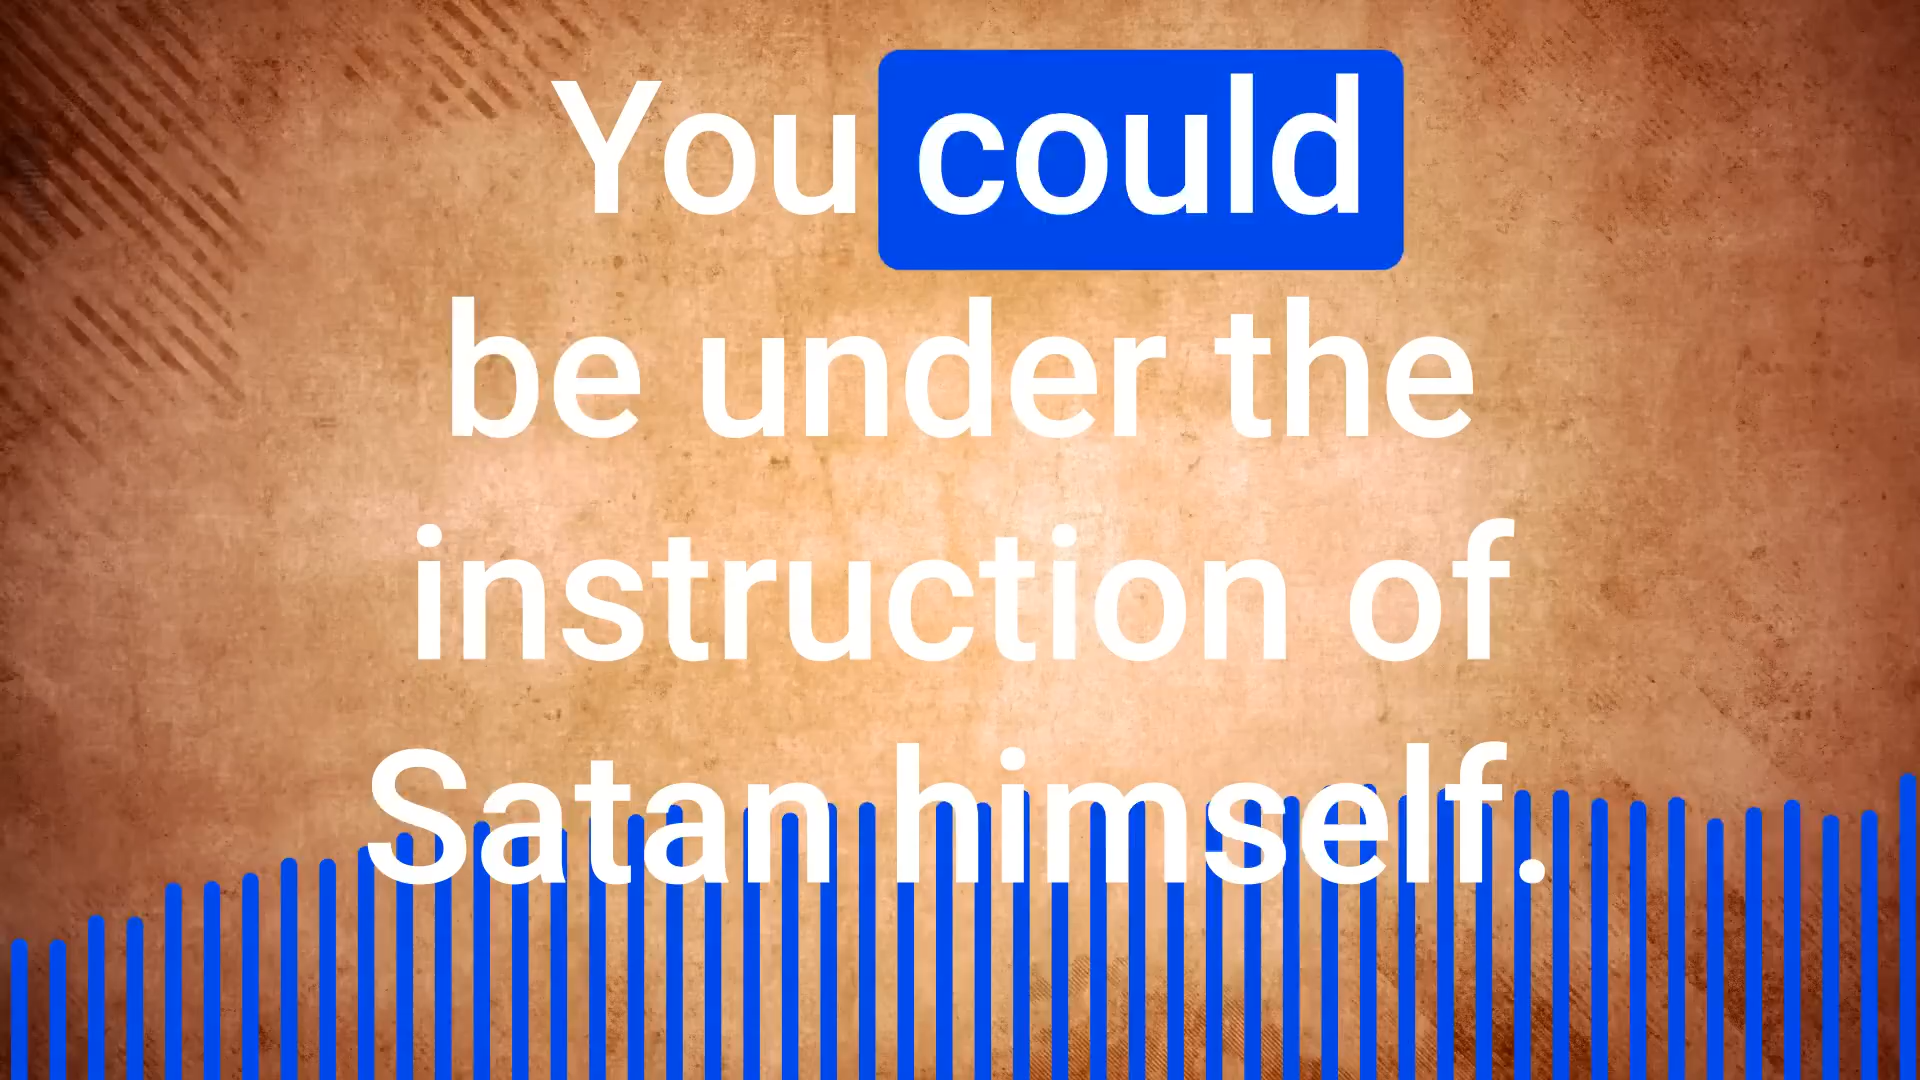 You could
be under the
instruction of
Satan himself.